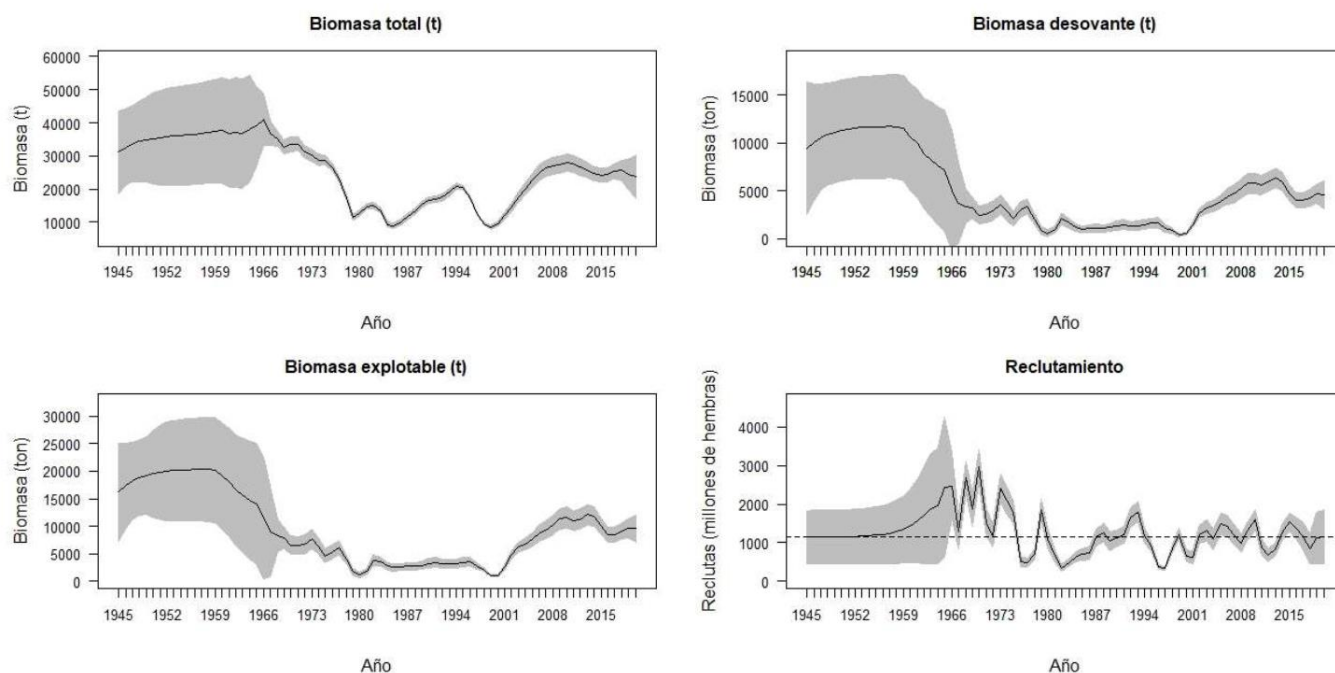 Biomasa total (t)
Biomasa (t)
60000
50000
40000
30000
20000
10000
1945 1952 1959 1966 1973 1980 1987 1994 2001 2008 2015
Año
Biomasa desovante (t)
Biomasa (ton)
15000
10000
5000
0
1945 1952 1959 1966 1973 1980 1987 1994 2001 2008 2015
Año
Biomasa explotable (t)
Biomasa (ton)
30000
25000
20000
15000
10000
5000
0
1945 1952 1959 1966 1973 1980 1987 1994 2001 2008 2015
Año
Reclutamiento
Reclutas (millones de hembras)
4000
3000
2000
1000
0
1945 1952 1959 1966 1973 1980 1987 1994 2001 2008 2015
Año